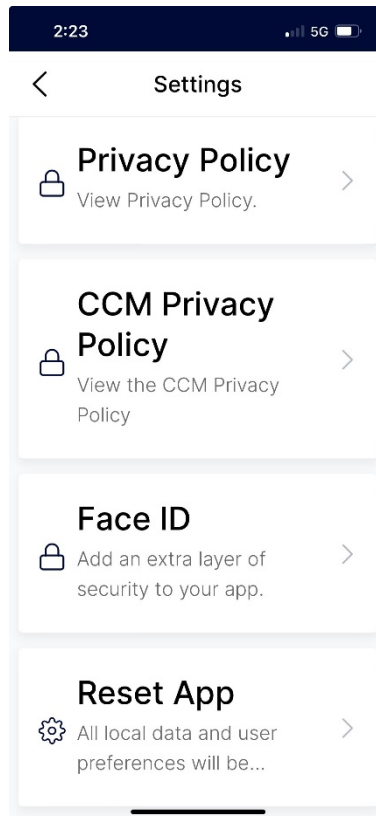 2:23 5G
Settings
Privacy Policy
View Privacy Policy.
CCM Privacy
Policy
View the CCM Privacy
Policy
Face ID
Add an extra layer of
security to your app.
Reset App
All local data and user
preferences will be...